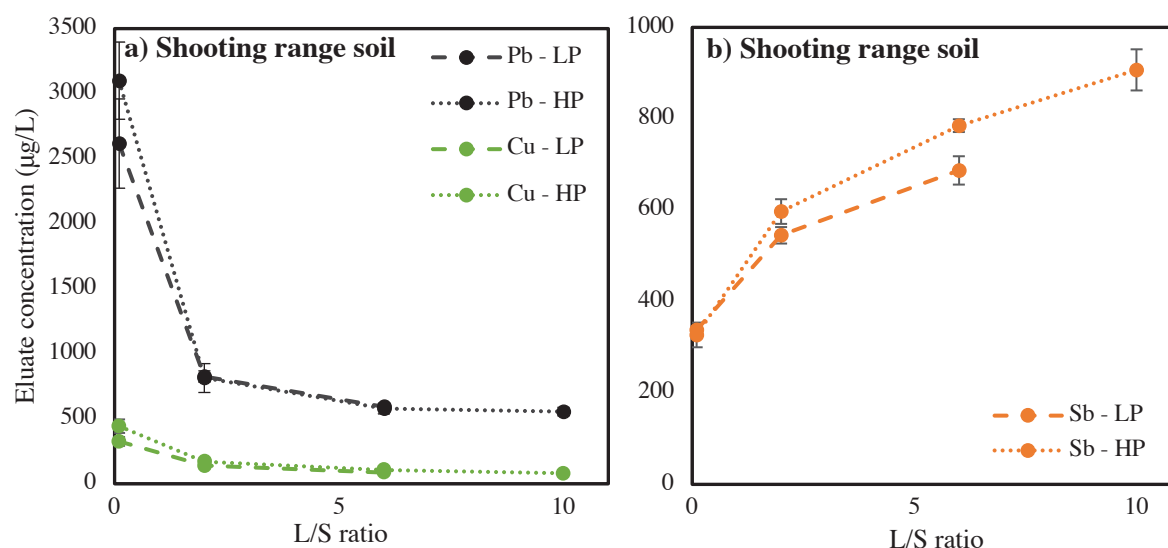 a) Shooting range soil
Eluate concentration (µg/L)
3500
3000
2500
2000
1500
1000
500
0
0
5
10
L/S ratio
Pb - LP
Pb - HP
Cu - LP
Cu - HP
b) Shooting range soil
1000
800
600
400
200
0
0
5
10
L/S ratio
Sb - LP
Sb - HP